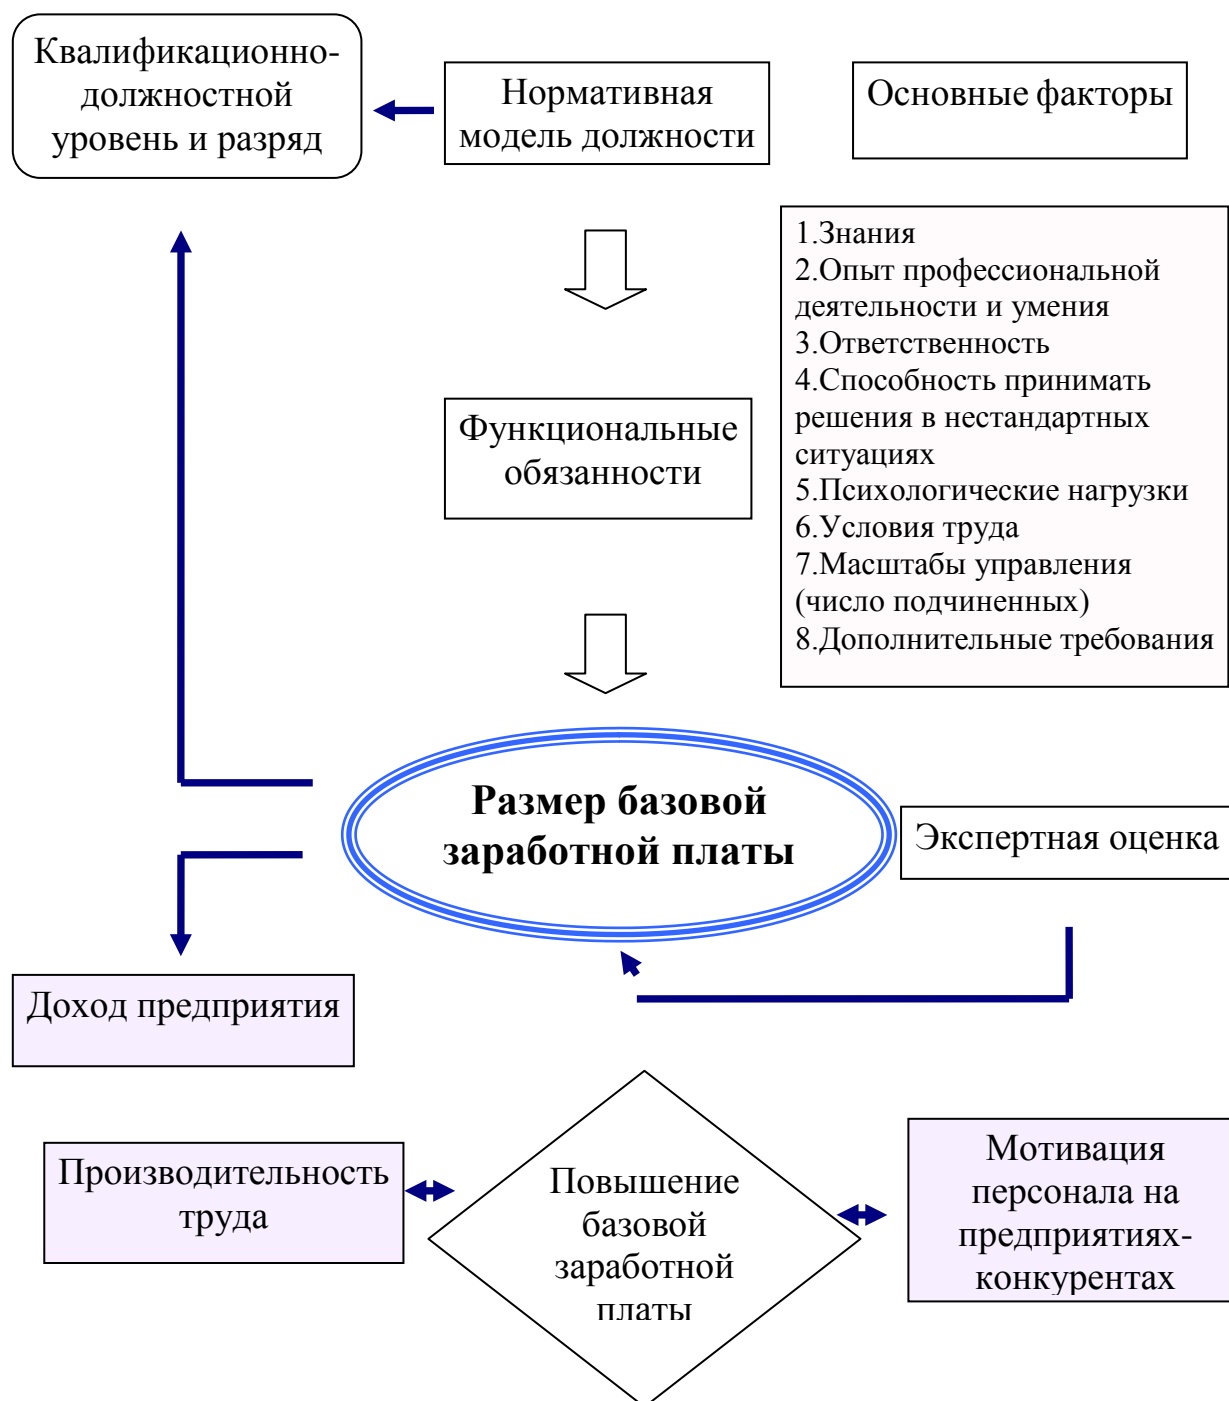 Квалификационно-
должностной
уровень и разряд
Нормативная
модель должности
Основные факторы
1.Знания
2.Опыт профессиональной
деятельности и умения
3.Ответственность
4.Способность принимать
решения в нестандартных
ситуациях
5.Психологические нагрузки
6.Условия труда
7.Масштабы управления
(число подчиненных)
8.Дополнительные требования
Функциональные
обязанности
Размер базовой
заработной платы
Экспертная оценка
Доход предприятия
Производительность
труда
Повышение
базовой
заработной
платы
Мотивация
персонала на
предприятиях-
конкурентах